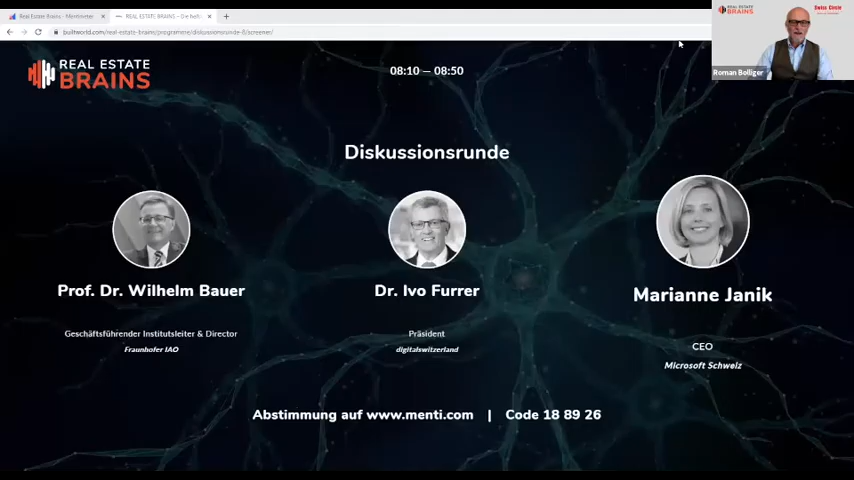 Real Estate Brains - Mentimeter
REAL ESTATE BRAINS – Die heiß
builtworld.com/real-estate-brains/programme/diskussionsrunde-8/screener/
REAL ESTATE
BRAINS
Swiss Circle
Roman Bolliger
REAL ESTATE
BRAINS
08:10 — 08:50
Diskussionsrunde
Prof. Dr. Wilhelm Bauer
Geschäftsführender Institutsleiter & Director
Fraunhofer IAO
Dr. Ivo Furrer
Präsident
digitalswitzerland
Marianne Janik
CEO
Microsoft Schweiz
Abstimmung auf www.menti.com | Code 18 89 26